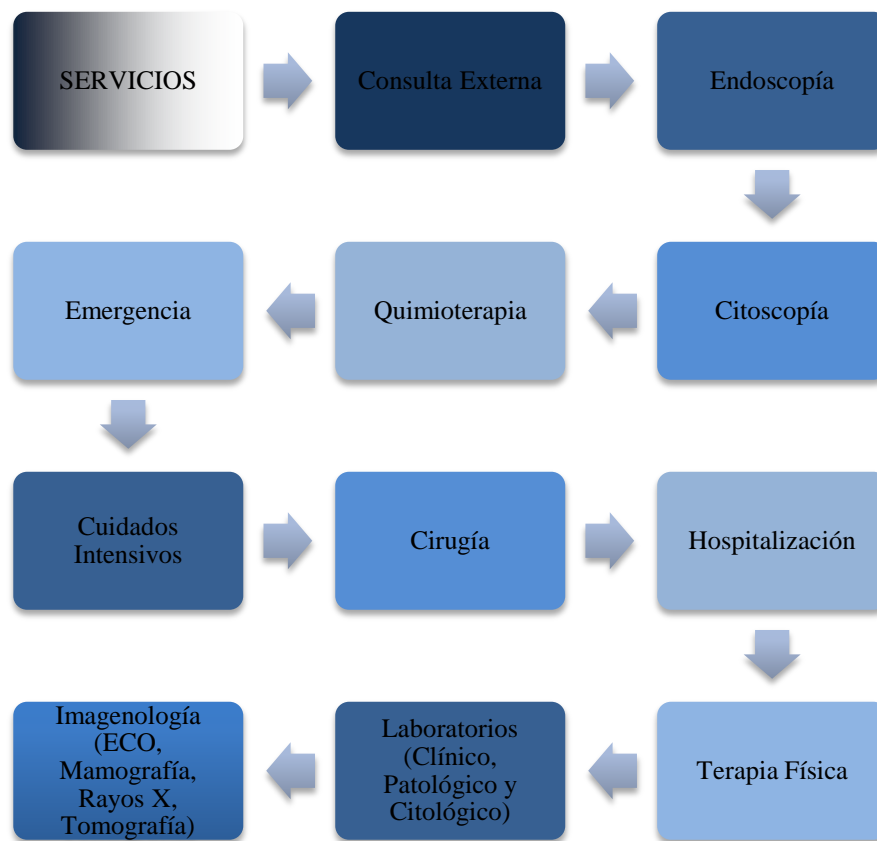 SERVICIOS
Consulta Externa
Endoscopía
Citoscopía
Quimioterapia
Emergencia
Cuidados
Intensivos
Cirugía
Hospitalización
Terapia Física
Laboratorios
(Clínico,
Patológico y
Citológico)
Imagenología
(ECO,
Mamografía,
Rayos X,
Tomografía)